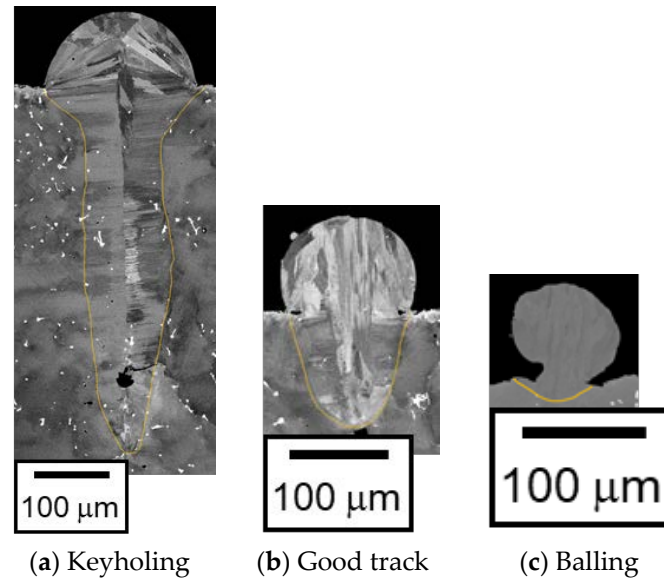 100 μm
100 μm
100 μm
(a) Keyholing
(b) Good track
(c) Balling